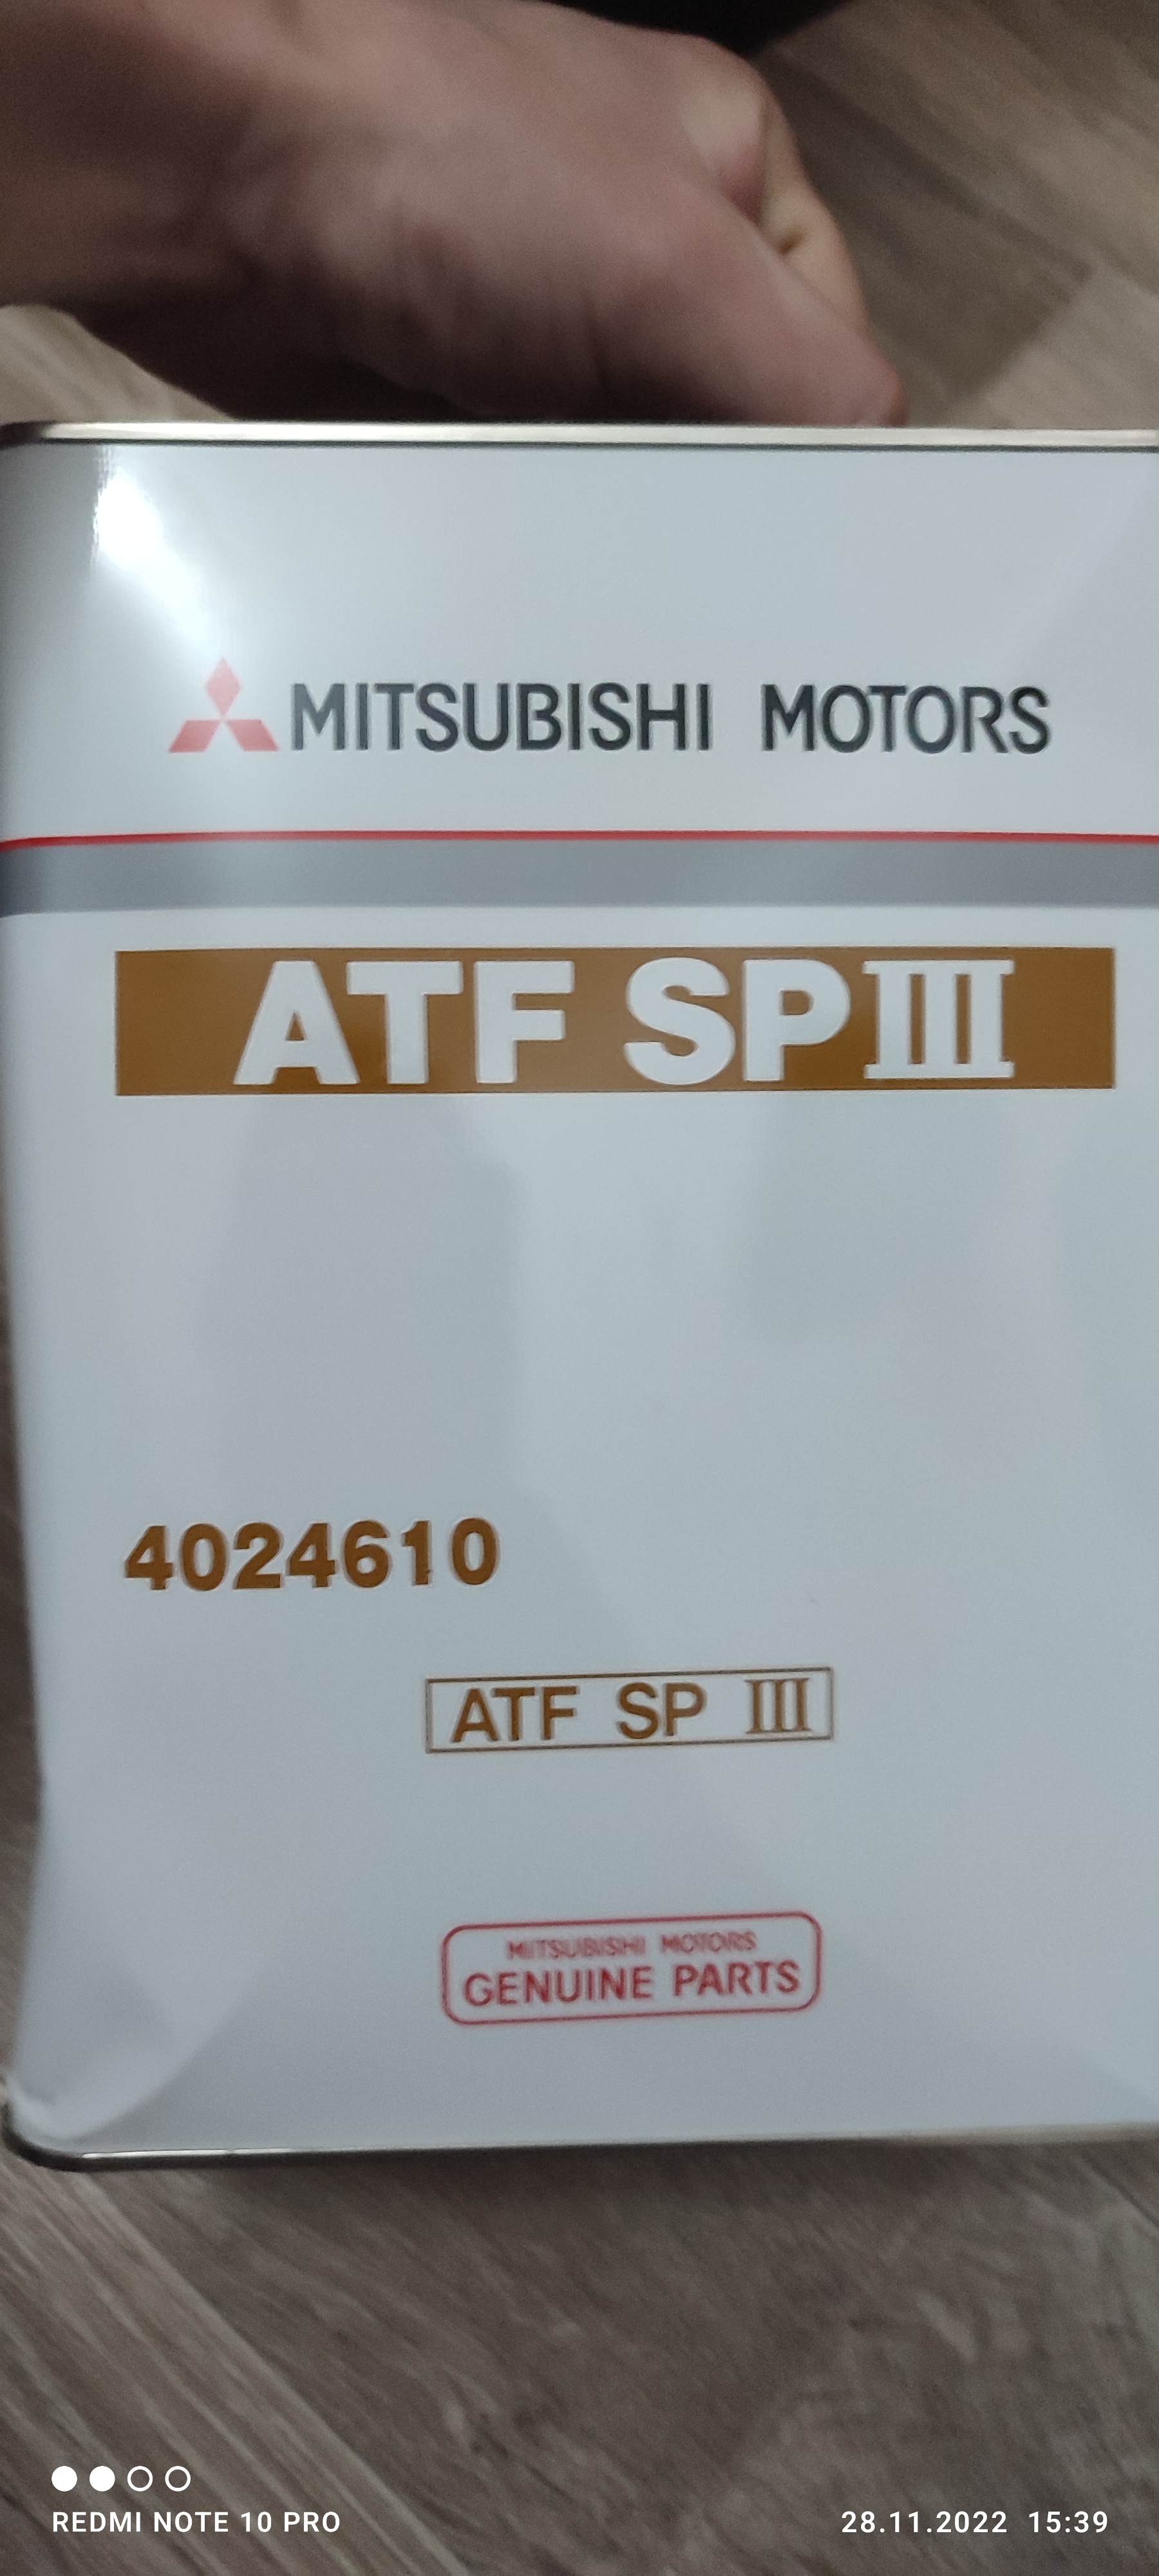 MITSUBISHI MOTORS
ATF SP III
4024610
ATF SP III
MITSUBISHI MOTORS
GENUINE PARTS
REDMI NOTE 10 PRO
28.11.2022 15:39